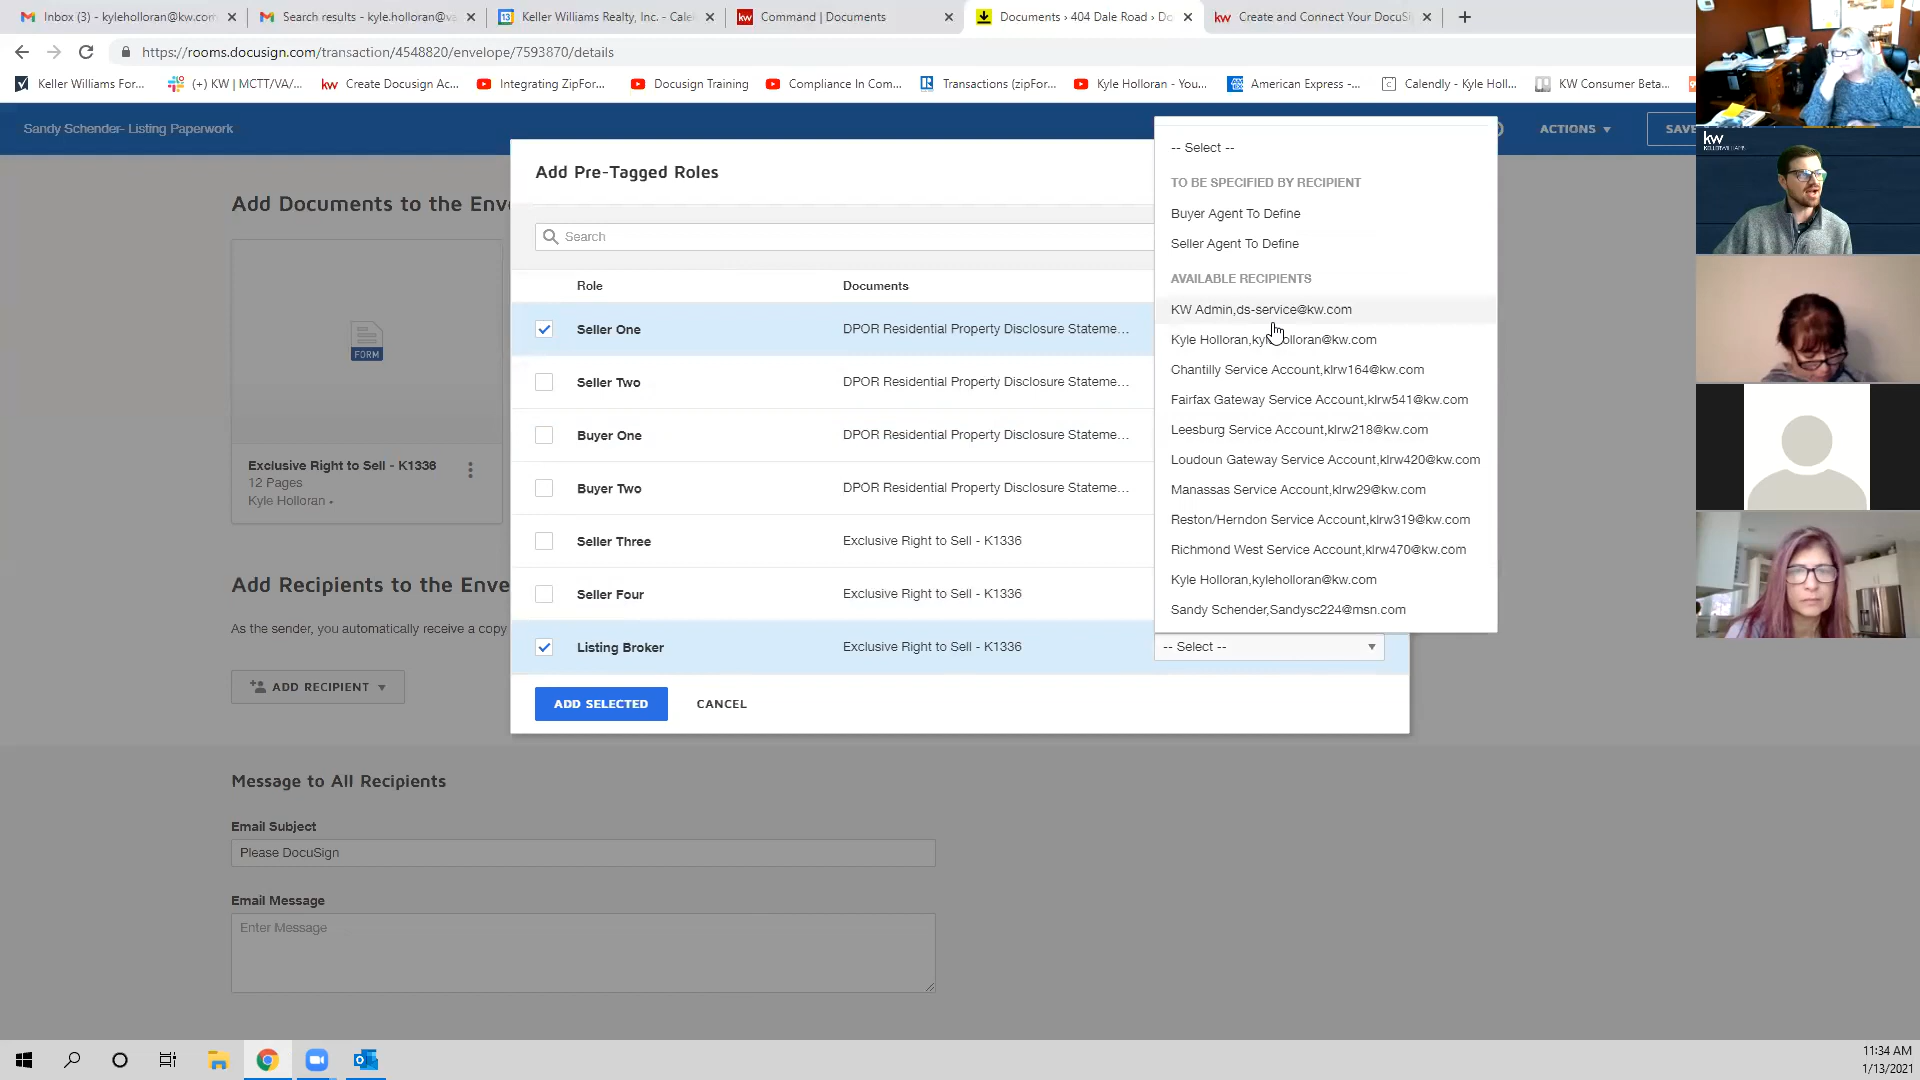 Inbox (3) - kyleholloran@kw.com
Search results - kyle.holloran@va
Keller Williams Realty, Inc. - Cale
Command | Documents
Documents › 404 Dale Road › Do
Create and Connect Your DocuSi
https://rooms.docusign.com/transaction/4548820/envelope/7593870/details
Keller Williams For...
(+) KW | MCTT/VA/...
Create Docusign Ac...
Integrating ZipFor...
Docusign Training
Compliance In Com...
Transactions (zipFor...
Kyle Holloran - You...
American Express -...
Calendly - Kyle Holl...
KW Consumer Beta...
Sandy Schender- Listing Paperwork
ACTIONS
SAVE
Add Documents to the Env
FORM
Exclusive Right to Sell - K1336
12 Pages
Kyle Holloran -
Add Recipients to the Enve
As the sender, you automatically receive a copy
ADD RECIPIENT
Add Pre-Tagged Roles
Search
Role
Documents
Seller One
DPOR Residential Property Disclosure Stateme...
Seller Two
DPOR Residential Property Disclosure Stateme...
Buyer One
DPOR Residential Property Disclosure Stateme...
Buyer Two
DPOR Residential Property Disclosure Stateme...
Seller Three
Exclusive Right to Sell - K1336
Seller Four
Exclusive Right to Sell - K1336
Listing Broker
Exclusive Right to Sell - K1336
-- Select --
ADD SELECTED
CANCEL
-- Select --
TO BE SPECIFIED BY RECIPIENT
Buyer Agent To Define
Seller Agent To Define
AVAILABLE RECIPIENTS
KW Admin,ds-service@kw.com
Kyle Holloran,kyleholloran@kw.com
Chantilly Service Account,klrw164@kw.com
Fairfax Gateway Service Account,klrw541@kw.com
Leesburg Service Account,klrw218@kw.com
Loudoun Gateway Service Account,klrw420@kw.com
Manassas Service Account,klrw29@kw.com
Reston/Herndon Service Account,klrw319@kw.com
Richmond West Service Account,klrw470@kw.com
Kyle Holloran,kyleholloran@kw.com
Sandy Schender,Sandysc224@msn.com
Message to All Recipients
Email Subject
Please DocuSign
Email Message
Enter Message
kw
KELLERWILLIAMS
11:34 AM
1/13/2021